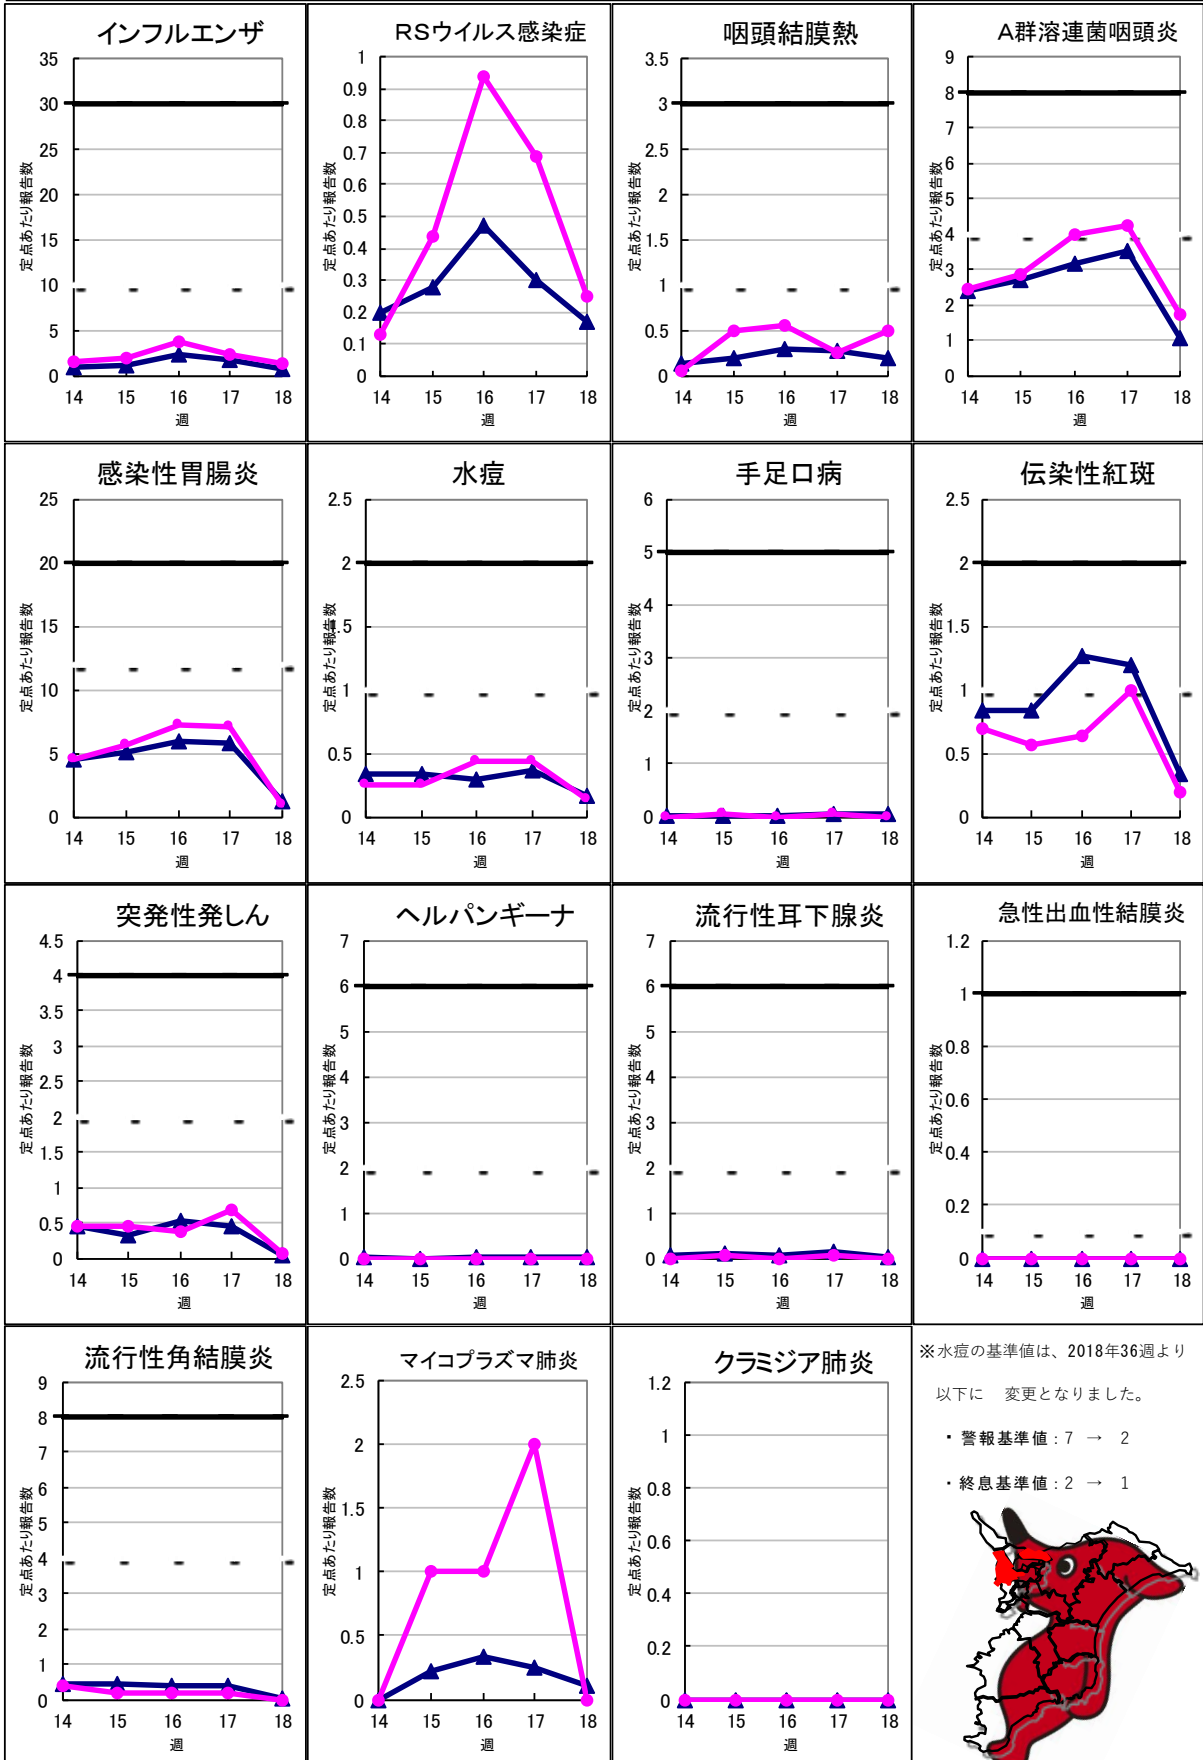 インフルエンザ
35
30
25
20
15
10
5
0
定点あたり報告数
14 15 16 17 18
週
RSウイルス感染症
1
0.9
0.8
0.7
0.6
0.5
0.4
0.3
0.2
0.1
0
定点あたり報告数
14 15 16 17 18
週
咽頭結膜熱
3.5
3
2.5
2
1.5
1
0.5
0
定点あたり報告数
14 15 16 17 18
週
A群溶連菌咽頭炎
9
8
7
6
5
4
3
2
1
0
定点あたり報告数
14 15 16 17 18
週
感染性胃腸炎
25
20
15
10
5
0
定点あたり報告数
14 15 16 17 18
週
水痘
2.5
2
1.5
1
0.5
0
定点あたり報告数
14 15 16 17 18
週
手足口病
6
5
4
3
2
1
0
定点あたり報告数
14 15 16 17 18
週
伝染性紅斑
2.5
2
1.5
1
0.5
0
定点あたり報告数
14 15 16 17 18
週
突発性発しん
4.5
4
3.5
3
2.5
2
1.5
1
0.5
0
定点あたり報告数
14 15 16 17 18
週
ヘルパンギーナ
7
6
5
4
3
2
1
0
定点あたり報告数
14 15 16 17 18
週
流行性耳下腺炎
7
6
5
4
3
2
1
0
定点あたり報告数
14 15 16 17 18
週
急性出血性結膜炎
1.2
1
0.8
0.6
0.4
0.2
0
定点あたり報告数
14 15 16 17 18
週
流行性角結膜炎
9
8
7
6
5
4
3
2
1
0
定点あたり報告数
14 15 16 17 18
週
マイコプラズマ肺炎
2.5
2
1.5
1
0.5
0
定点あたり報告数
14 15 16 17 18
週
クラミジア肺炎
1.2
1
0.8
0.6
0.4
0.2
0
定点あたり報告数
14 15 16 17 18
週
※水痘の基準値は、2018年36週より
以下に　変更となりました。
・警報基準値：7 → 2
・終息基準値：2 → 1